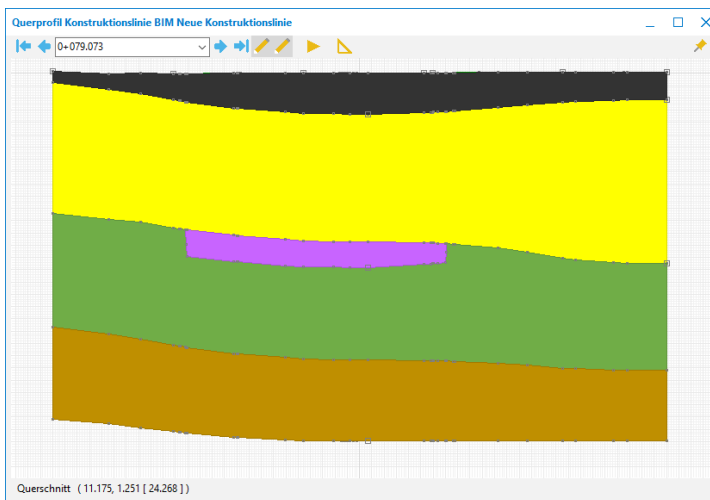 Querprofil Konstruktionslinie BIM Neue Konstruktionslinie
0+079.073
Querschnitt ( 11.175, 1.251 [ 24.268 ] )